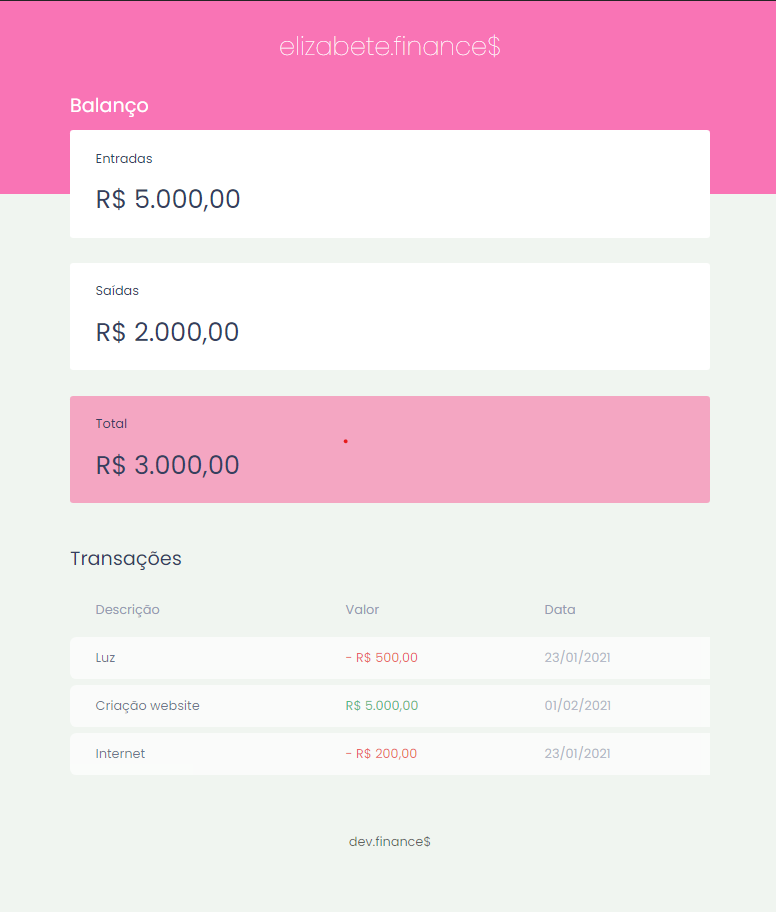 elizabete.finance$
Balanço
Entradas
R$ 5.000,00
Saídas
R$ 2.000,00
Total
R$ 3.000,00
Transações
Descrição Valor Data
Luz - R$ 500,00 23/01/2021
Criação website R$ 5.000,00 01/02/2021
Internet - R$ 200,00 23/01/2021
dev.finance$